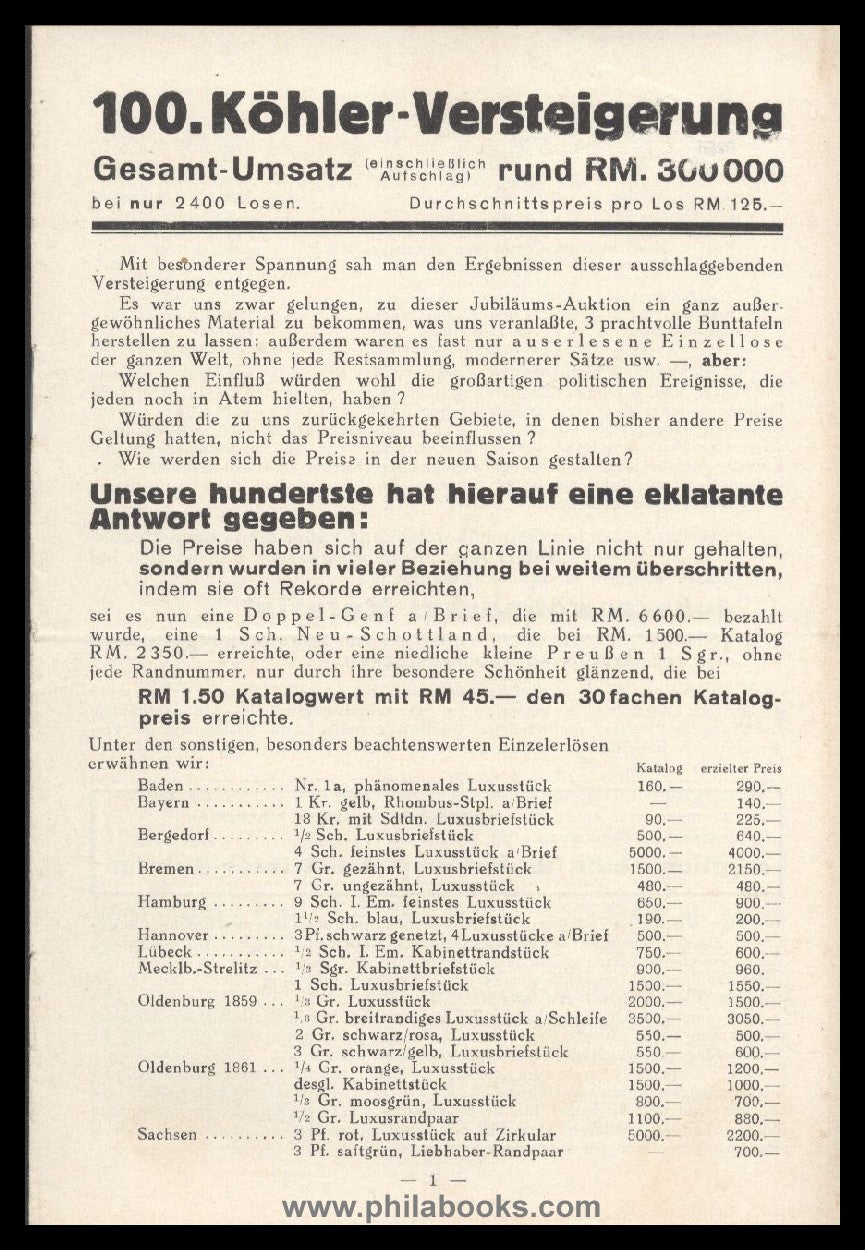 100. Köhler-Versteigerung
Gesamt-Umsatz (einschließlich Aufschlag) rund RM. 300000
bei nur 2400 Losen. Durchschnittspreis pro Los RM. 125.—
Mit besonderer Spannung sah man den Ergebnissen dieser ausschlaggebenden
Versteigerung entgegen.
Es war uns zwar gelungen, zu dieser Jubiläums-Auktion ein ganz außer-
gewöhnliches Material zu bekommen, was uns veranlaßte, 3 prachtvolle Bunttafeln
herstellen zu lassen; außerdem waren es fast nur auserlesene Einzellose
der ganzen Welt, ohne jede Restsammlung, modernerer Sätze usw. —, aber:
Welchen Einfluß würden wohl die großartigen politischen Ereignisse, die
jeden noch in Atem hielten, haben ?
Würden die zu uns zurückgekehrten Gebiete, in denen bisher andere Preise
Geltung hatten, nicht das Preisniveau beeinflussen ?
Wie werden sich die Preise in der neuen Saison gestalten?
Unsere hundertste hat hierauf eine eklatante
Antwort gegeben:
Die Preise haben sich auf der ganzen Linie nicht nur gehalten,
sondern wurden in vieler Beziehung bei weitem überschritten,
indem sie oft Rekorde erreichten,
sei es nun eine Doppel-Genf a/Brief, die mit RM. 6600.— bezahlt
wurde, eine 1 Sch. Neu-Schottland, die bei RM. 1500.— Katalog
RM. 2350.— erreichte, oder eine niedliche kleine Preußen 1 Sgr., ohne
jede Randnummer, nur durch ihre besondere Schönheit glänzend, die bei
RM 1.50 Katalogwert mit RM 45.— den 30fachen Katalog-
preis erreichte.
Unter den sonstigen, besonders beachtenswerten Einzelerlösen
erwähnen wir:
Katalog erzielter Preis
Baden ............ Nr. 1a, phänomenales Luxusstück 160.— 290.—
Bayern ........... 1 Kr. gelb, Rhombus-Stpl. a/Brief — 140.—
18 Kr. mit Sdldn. Luxusbriefstück 90.— 225.—
Bergedorf ......... 1/2 Sch. Luxusbriefstück 500.— 640.—
4 Sch. feinstes Luxusstück a/Brief 5000.— 4000.—
Bremen ........... 7 Gr. gezähnt, Luxusbriefstück 1500.— 2150.—
7 Gr. ungezähnt, Luxusstück 480.— 480.—
Hamburg ......... 9 Sch. I. Em. feinstes Luxusstück 650.— 900.—
1 1/2 Sch. blau, Luxusbriefstück 190.— 200.—
Hannover ......... 3 Pf. schwarz genetzt, 4 Luxusstücke a/Brief 500.— 500.—
Lübeck ........... 1/2 Sch. I. Em. Kabinettrandstück 750.— 600.—
Mecklb.-Strelitz ... 1/3 Sgr. Kabinettbriefstück 900.— 960.
1 Sch. Luxusbriefstück 1500.— 1550.—
Oldenburg 1859 ... 1/3 Gr. Luxusstück 2000.— 1500.—
1/3 Gr. breitrandiges Luxusstück a/Schleife 3500.— 3050.—
2 Gr. schwarz/rosa, Luxusstück 550.— 500.—
3 Gr. schwarz/gelb, Luxusbriefstück 550.— 600.—
Oldenburg 1861 ... 1/4 Gr. orange, Luxusstück 1500.— 1200.—
desgl. Kabinettstück 1500.— 1000.—
1/3 Gr. moosgrün, Luxusstück 800.— 700.—
1/2 Gr. Luxusrandpaar 1100.— 880.—
Sachsen .......... 3 Pf. rot, Luxusstück auf Zirkular 5000.— 2200.—
3 Pf. saftgrün, Liebhaber-Randpaar — 700.—
— 1 —
www.philabooks.com